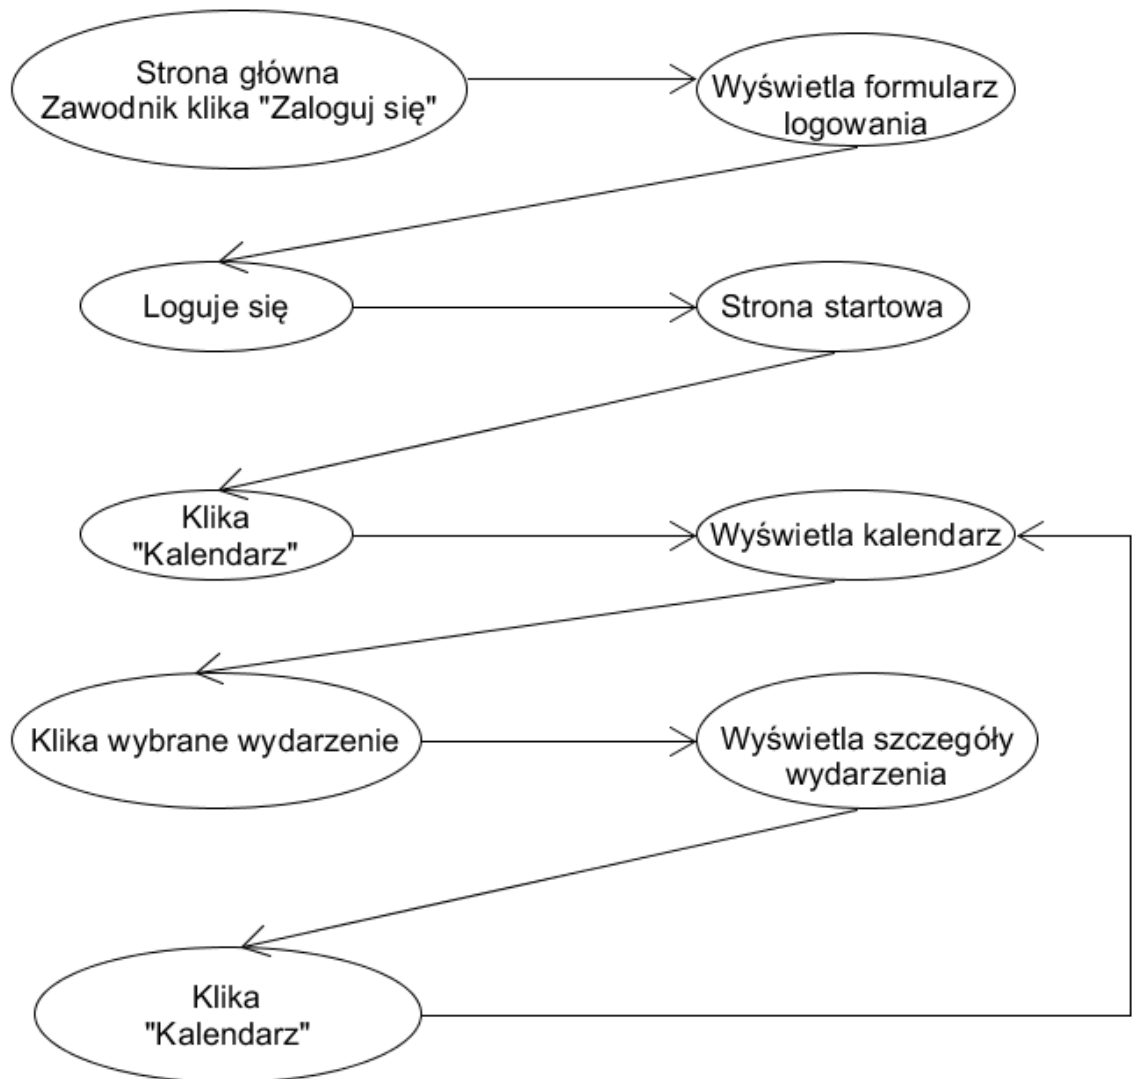 Strona główna
Zawodnik klika "Zaloguj się"
Wyświetla formularz
logowania
Loguje się
Strona startowa
Klika
"Kalendarz"
Wyświetla kalendarz
Klika wybrane wydarzenie
Wyświetla szczegóły
wydarzenia
Klika
"Kalendarz"